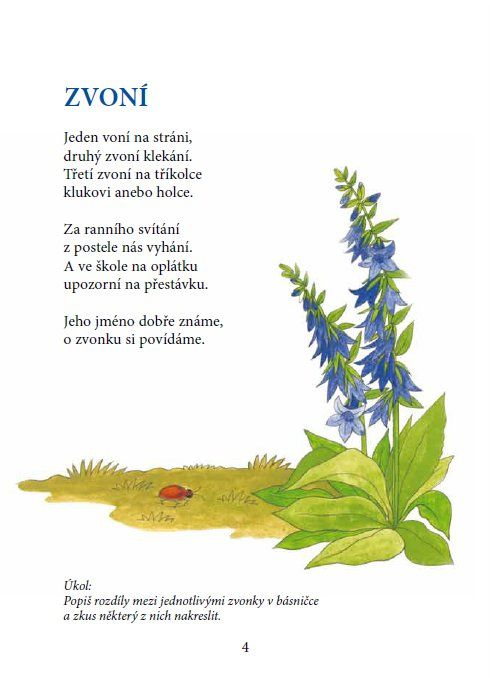 ZVONÍ
Jeden voní na stráni,
druhý zvoní klekání.
Třetí zvoní na tříkolce
klukovi anebo holce.
Za ranního svítání
z postele nás vyhání.
A ve škole na oplátku
upozorní na přestávku.
Jeho jméno dobře známe,
o zvonku si povídáme.
Úkol:
Popiš rozdíly mezi jednotlivými zvonky v básničce
a zkus některý z nich nakreslit.
4